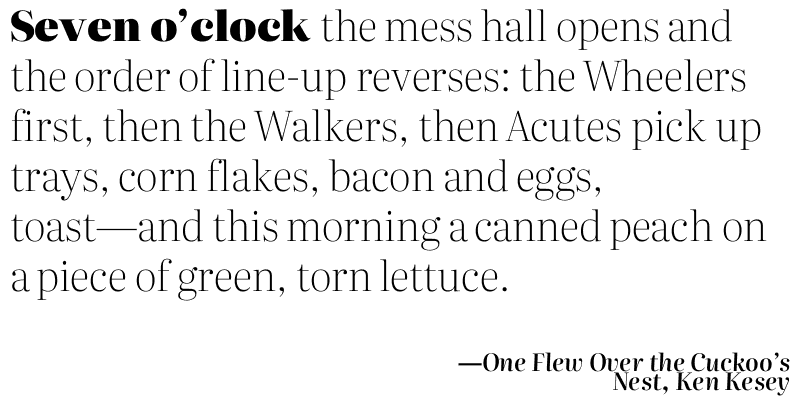 Seven o’clock the mess hall opens and
the order of line-up reverses: the Wheelers
first, then the Walkers, then Acutes pick up
trays, corn flakes, bacon and eggs,
toast—and this morning a canned peach on
a piece of green, torn lettuce.
—One Flew Over the Cuckoo’s
Nest, Ken Kesey